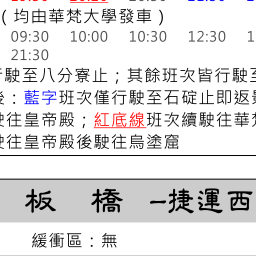 （均由華梵大學發車）
09:30 10:00 10:30 12:30
21:30
行駛至八分寮止；其餘班次皆行駛至
後：藍字班次僅行駛至石碇止即返
駛往皇帝殿；紅底線班次續駛往華梵
駛往皇帝殿後駛往烏塗窟
板 橋 －捷運西
緩衝區：無